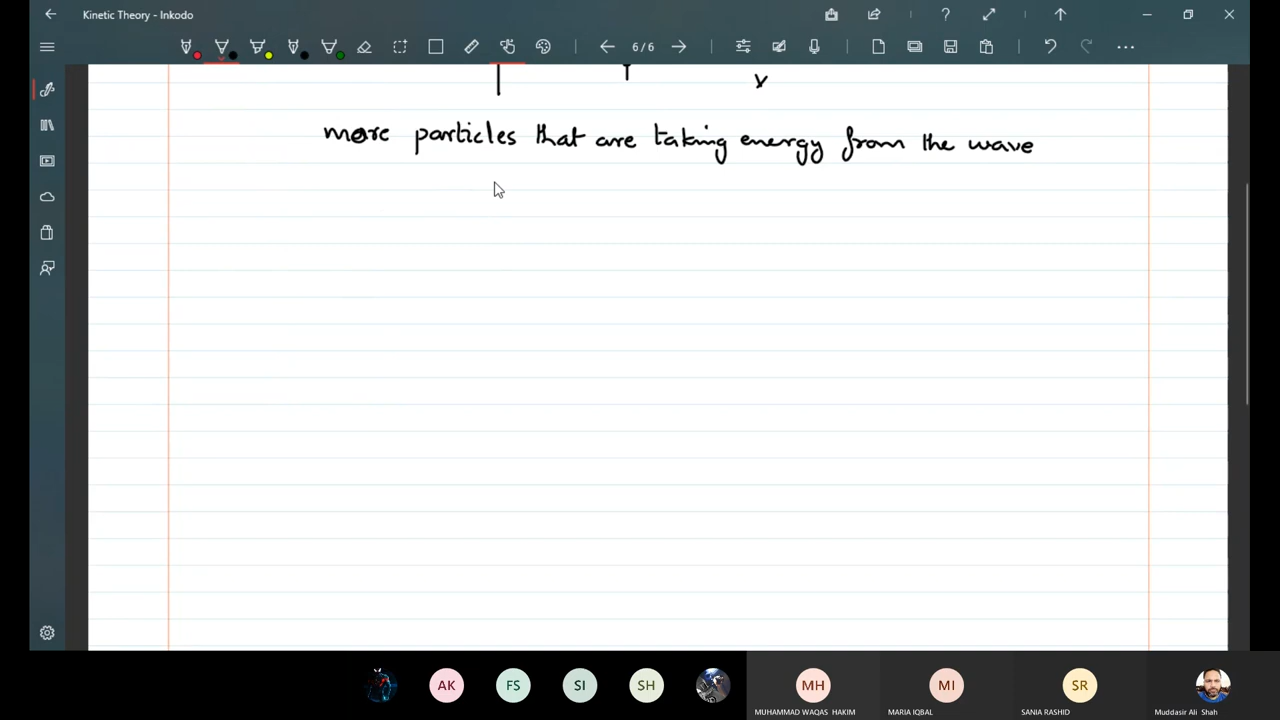 Kinetic Theory - Inkodo
6/6
v
more particles that are taking energy from the wave
AK
FS
SI
SH
MH
MI
SR
MUHAMMAD WAQAS HAKIM
MARIA IQBAL
SANIA RASHID
Muddasir Ali Shah